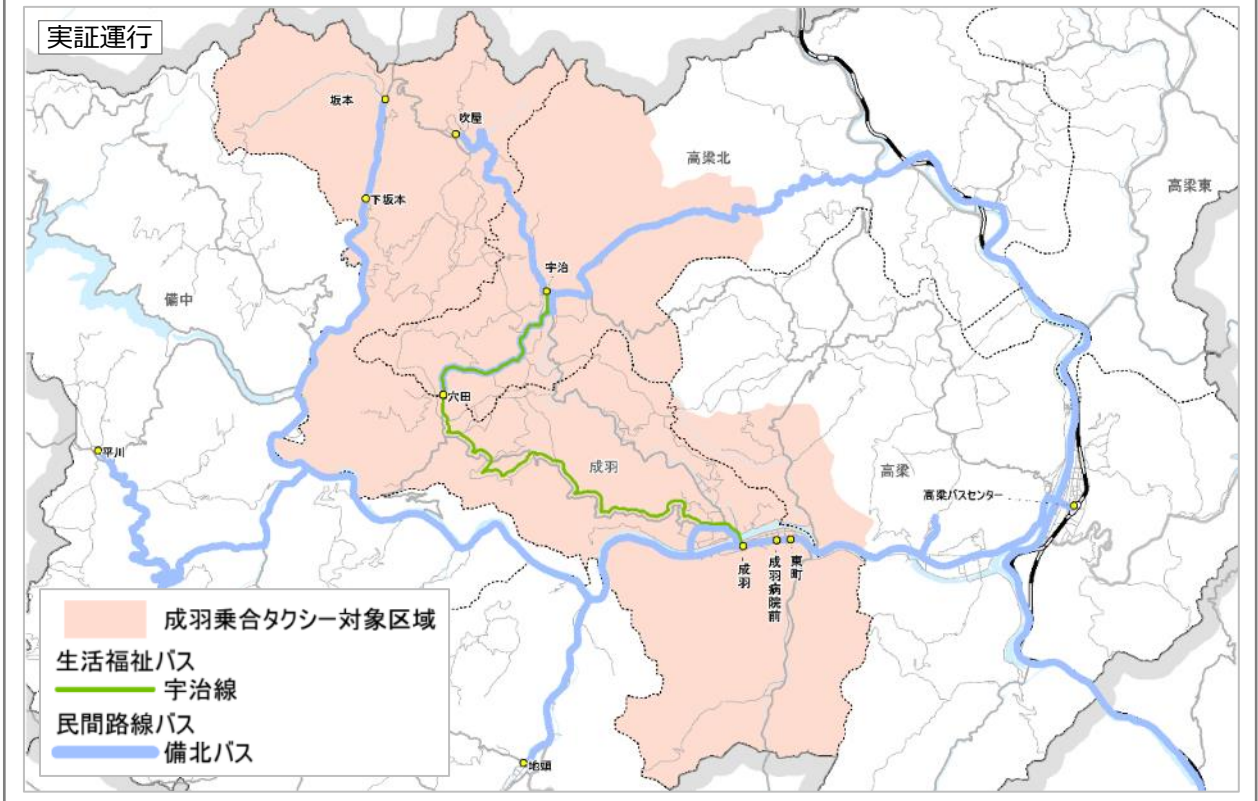 実証運行
坂本
吹屋
高梁北
高梁東
下坂本
宇治
備中
穴田
平川
成羽
高梁
高梁バスセンター
成羽
成羽病院前
東町
地頭
成羽乗合タクシー対象区域
生活福祉バス
宇治線
民間路線バス
備北バス